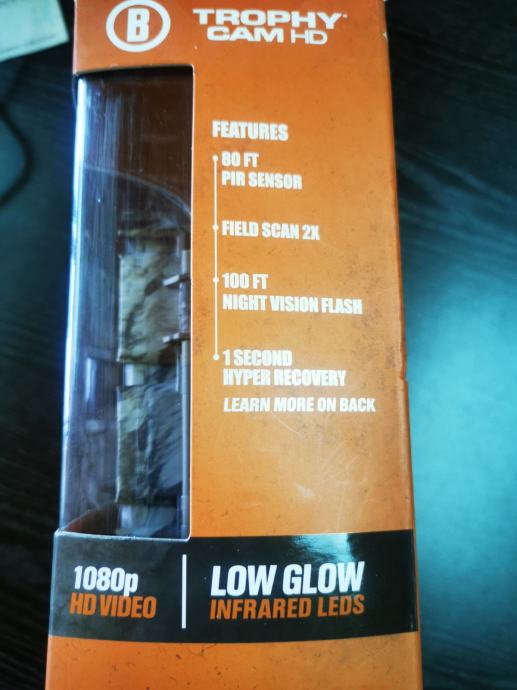 B
TROPHY
CAM HD
FEATURES
80 FT
PIR SENSOR
FIELD SCAN 2X
100 FT
NIGHT VISION FLASH
1 SECOND
HYPER RECOVERY
LEARN MORE ON BACK
1080p
HD VIDEO
LOW GLOW
INFRARED LEDS